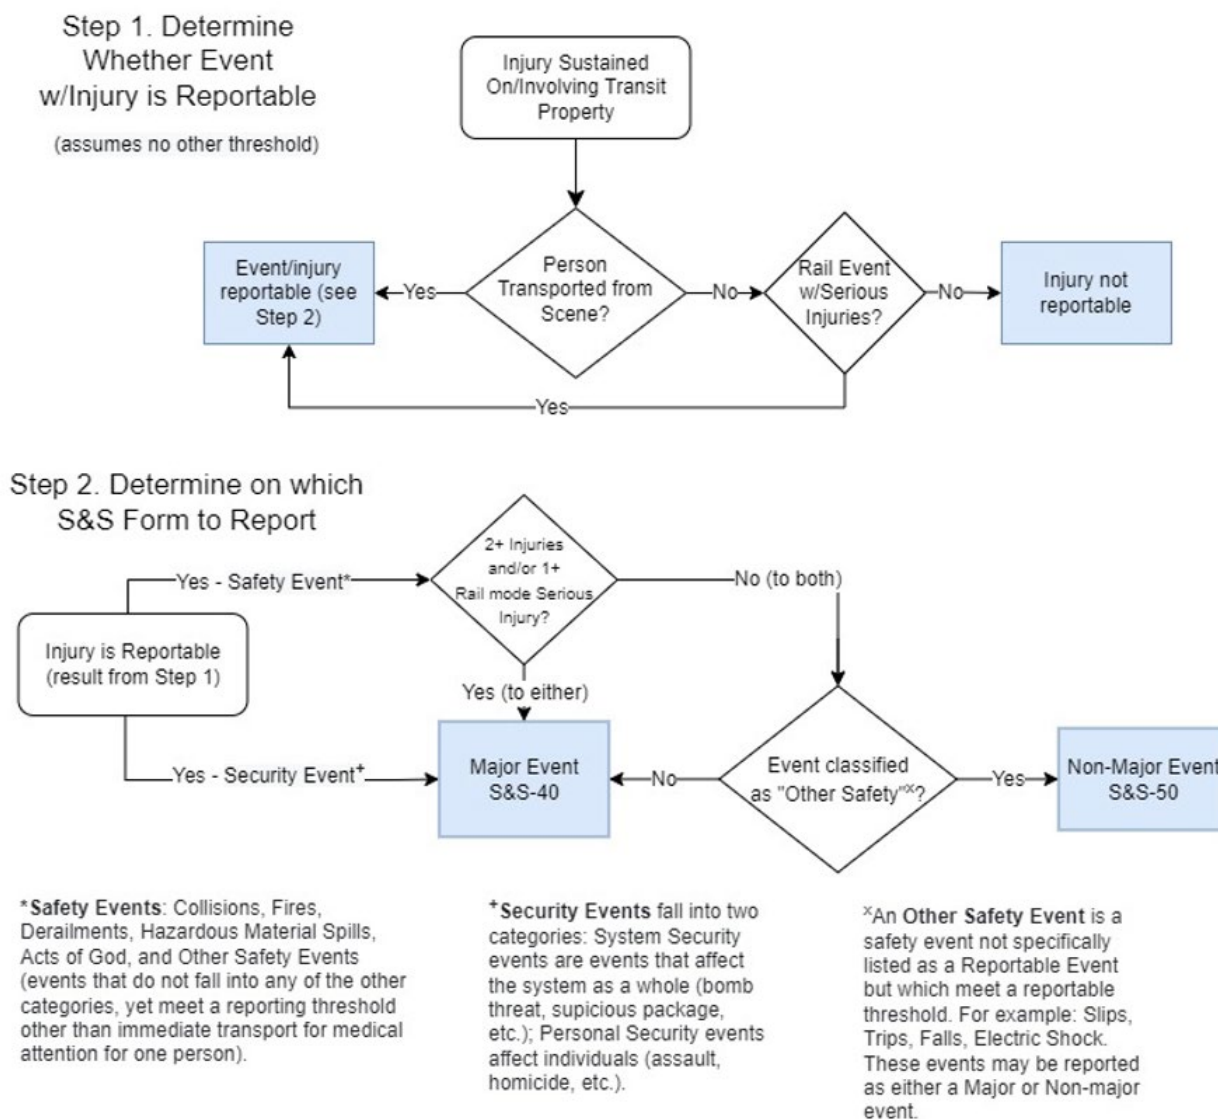 Step 1. Determine
Whether Event
w/Injury is Reportable
(assumes no other threshold)
Injury Sustained
On/Involving Transit
Property
Person
Transported from
Scene?
Yes
Event/injury
reportable (see
Step 2)
No
Rail Event
w/Serious
Injuries?
No
Injury not
reportable
Yes
Step 2. Determine on which
S&S Form to Report
Injury is Reportable
(result from Step 1)
Yes - Safety Event*
2+ Injuries
and/or 1+
Rail mode Serious
Injury?
No (to both)
Yes (to either)
Yes - Security Event+
Major Event
S&S-40
No
Event classified
as "Other Safety"x?
Yes
Non-Major Event
S&S-50
*Safety Events: Collisions, Fires,
Derailments, Hazardous Material Spills,
Acts of God, and Other Safety Events
(events that do not fall into any of the other
categories, yet meet a reporting threshold
other than immediate transport for medical
attention for one person).
+Security Events fall into two
categories: System Security
events are events that affect
the system as a whole (bomb
threat, supicious package,
etc.); Personal Security events
affect individuals (assault,
homicide, etc.).
xAn Other Safety Event is a
safety event not specifically
listed as a Reportable Event
but which meet a reportable
threshold. For example: Slips,
Trips, Falls, Electric Shock.
These events may be reported
as either a Major or Non-major
event.